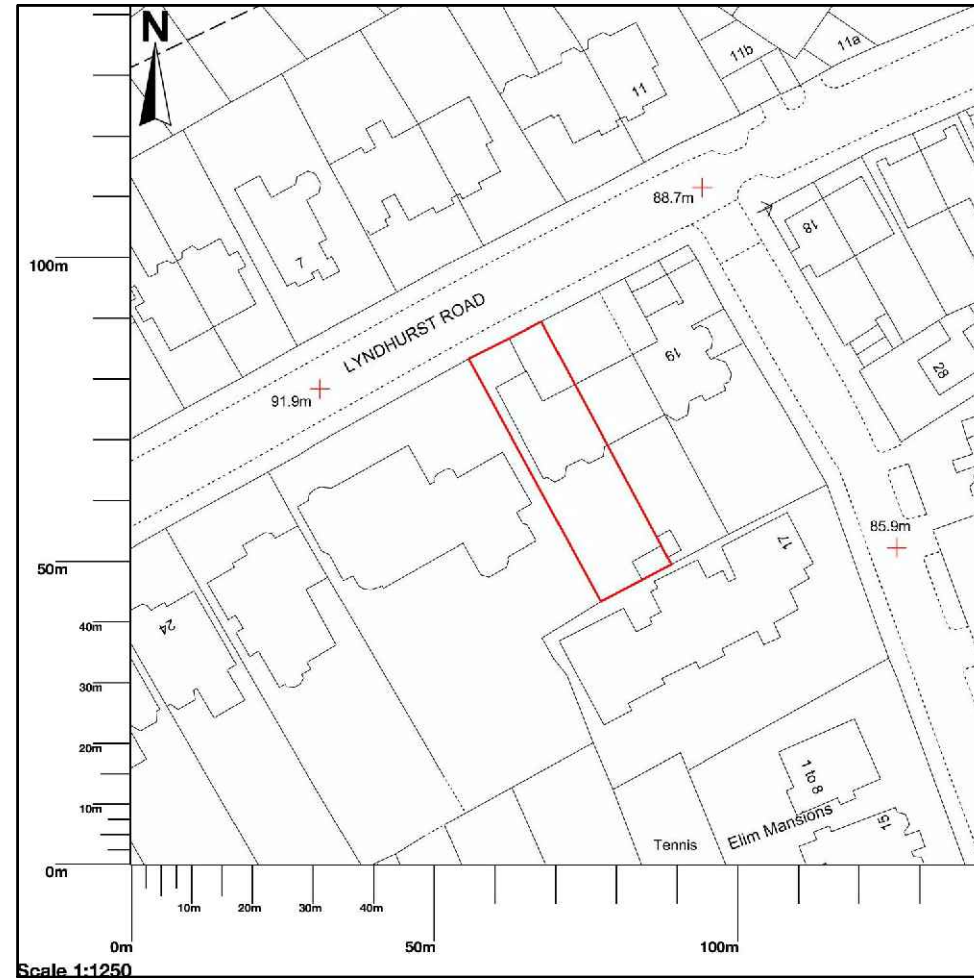 N
11b
11a
11
88.7m
18
7
100m
LYNDHURST ROAD
19
28
91.9m
85.9m
17
50m
24
40m
30m
20m
1 to 8
10m
Elim Mansions
15
Tennis
0m
10m
20m
30m
40m
0m
50m
100m
Scale 1:1250